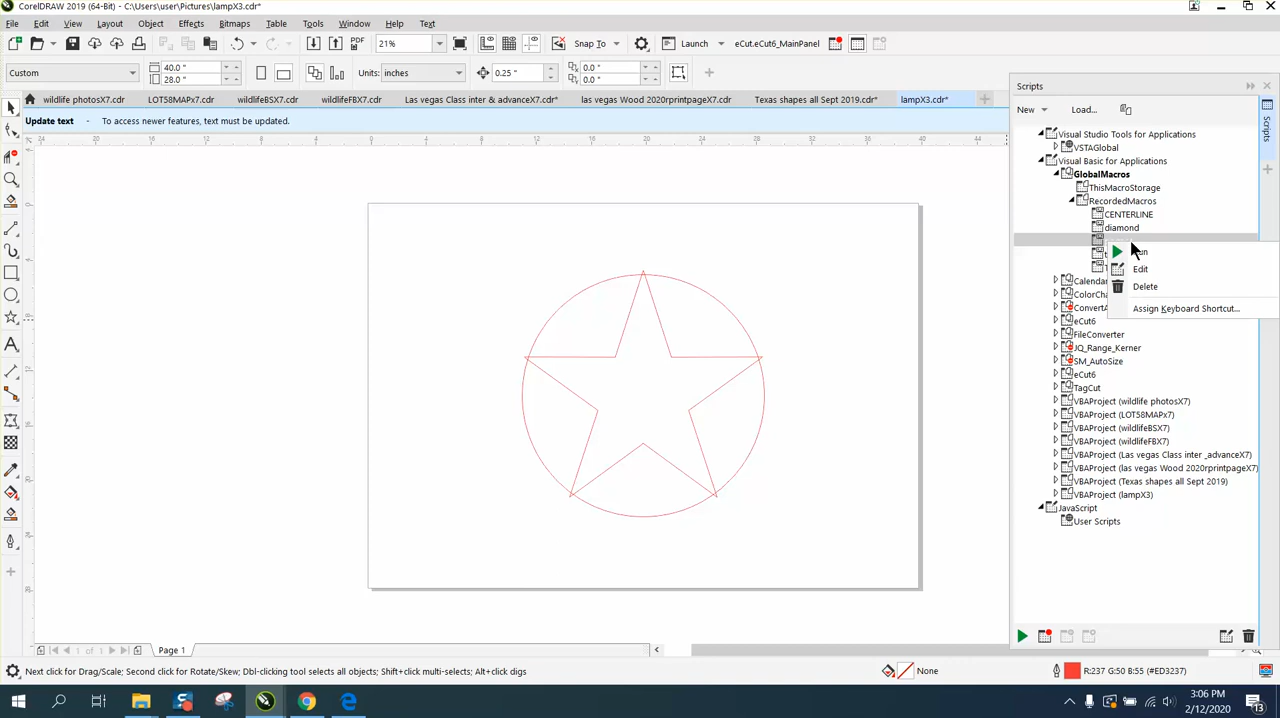 CorelDRAW 2019 (64-Bit) - C:\Users\user\Pictures\lampX3.cdr*
File Edit View Layout Object Effects Bitmaps Table Tools Window Help Text
PDF 21% Snap To Launch eCut.eCut6_MainPanel
Custom 40.0 " 28.0 " Units: inches 0.25 " 0.0 " 0.0 "
wildlife photosX7.cdr LOT58MAPx7.cdr wildlifeBSX7.cdr wildlifeFBX7.cdr Las vegas Class inter & advanceX7.cdr* las vegas Wood 2020rprintpageX7.cdr Texas shapes all Sept 2019.cdr* lampX3.cdr*
Update text - To access newer features, text must be updated.
Scripts
New Load...
Visual Studio Tools for Applications
VSTAGlobal
Visual Basic for Applications
GlobalMacros
ThisMacroStorage
RecordedMacros
CENTERLINE
diamond
Edit
Delete
Assign Keyboard Shortcut...
Calendar
ColorCha
ConvertA
eCut6
FileConverter
JQ_Range_Kerner
SM_AutoSize
eCut6
TagCut
VBAProject (wildlife photosX7)
VBAProject (LOT58MAPx7)
VBAProject (wildlifeBSX7)
VBAProject (wildlifeFBX7)
VBAProject (Las vegas Class inter _advanceX7)
VBAProject (las vegas Wood 2020rprintpageX7)
VBAProject (Texas shapes all Sept 2019)
VBAProject (lampX3)
JavaScript
User Scripts
Scripts
1 of 1 Page 1
Next click for Drag/Scale; Second click for Rotate/Skew; Dbl-clicking tool selects all objects; Shift+click multi-selects; Alt+click digs
None R:237 G:50 B:55 (#ED3237)
3:06 PM
2/12/2020
13